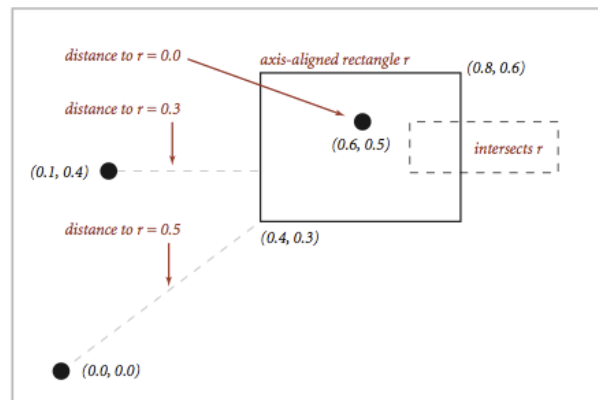 distance to r = 0.0
axis-aligned rectangle r
(0.8, 0.6)
distance to r = 0.3
(0.6, 0.5)
intersects r
(0.1, 0.4)
distance to r = 0.5
(0.4, 0.3)
(0.0, 0.0)